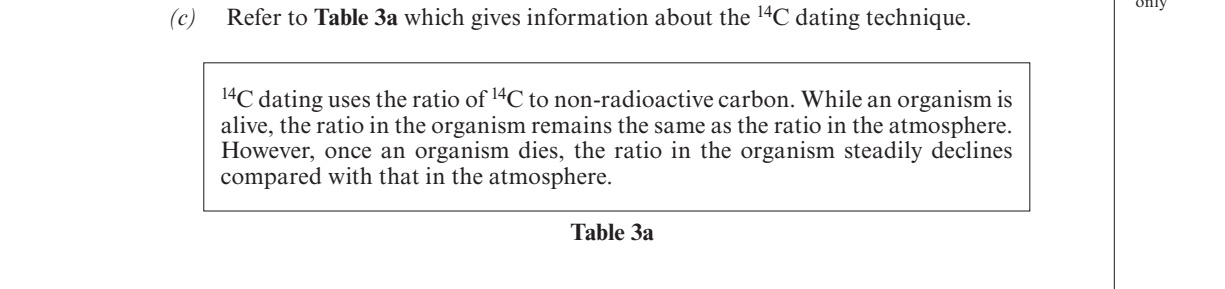 only
(c) Refer to Table 3a which gives information about the ¹⁴C dating technique.
¹⁴C dating uses the ratio of ¹⁴C to non-radioactive carbon. While an organism is
alive, the ratio in the organism remains the same as the ratio in the atmosphere.
However, once an organism dies, the ratio in the organism steadily declines
compared with that in the atmosphere.
Table 3a